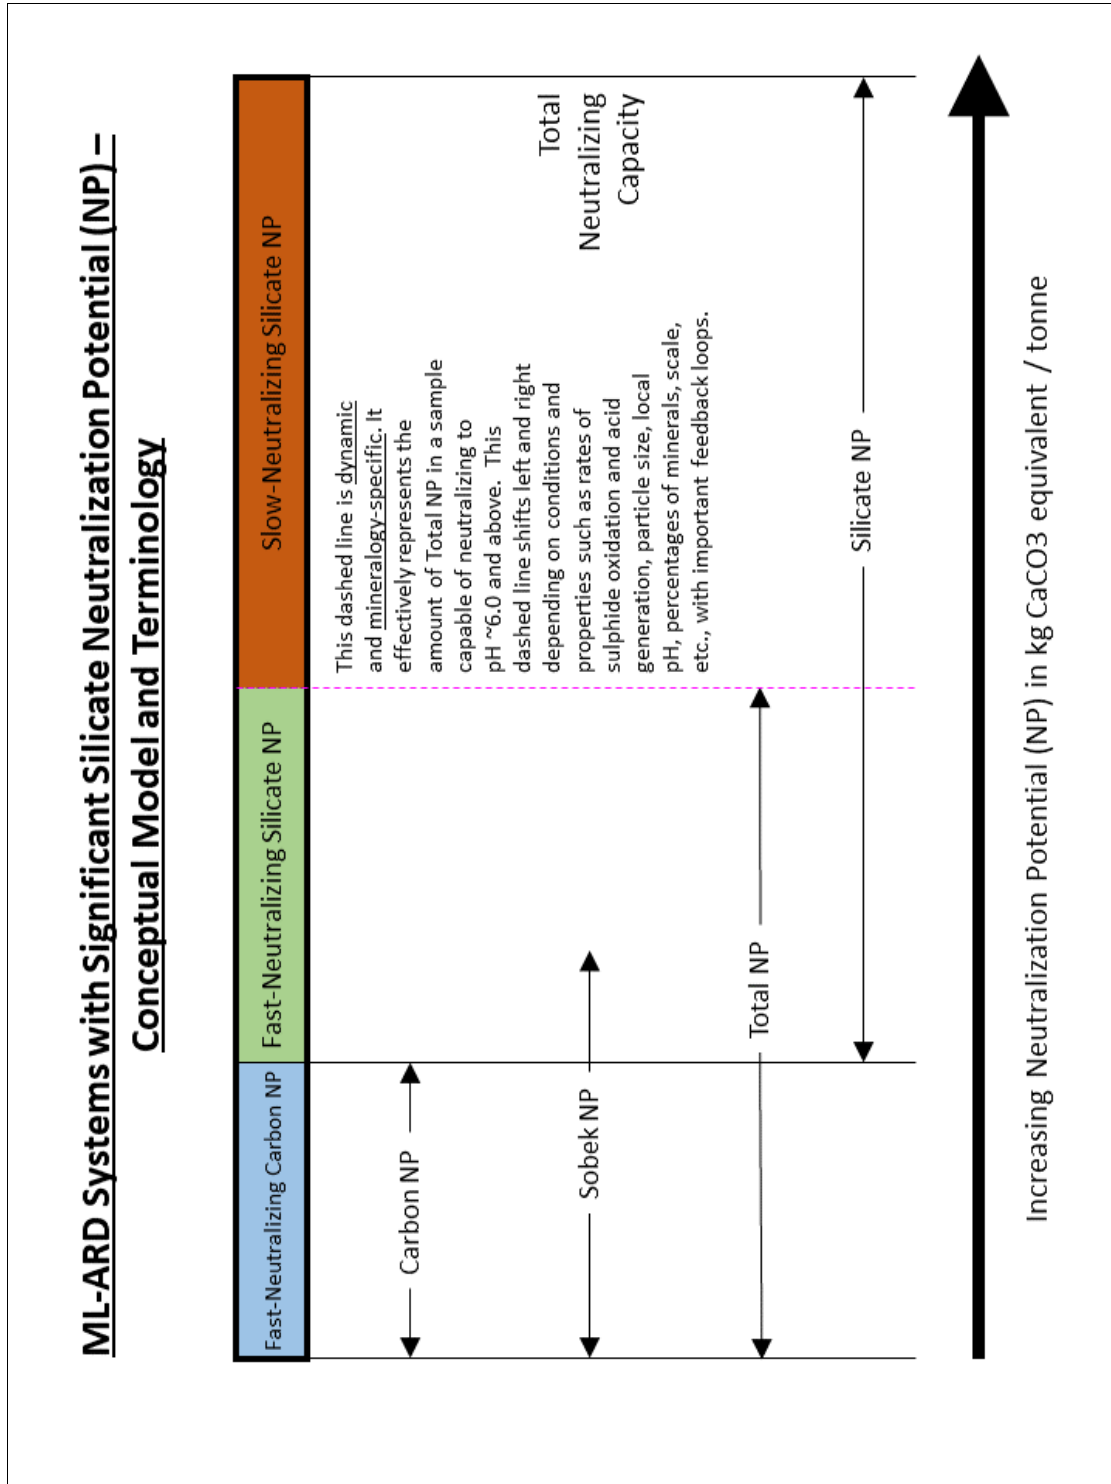 ML-ARD Systems with Significant Silicate Neutralization Potential (NP) –
Conceptual Model and Terminology
Fast-Neutralizing Carbon NP
Fast-Neutralizing Silicate NP
Slow-Neutralizing Silicate NP
This dashed line is dynamic
and mineralogy-specific. It
effectively represents the
amount of Total NP in a sample
capable of neutralizing to
pH ~6.0 and above. This
dashed line shifts left and right
depending on conditions and
properties such as rates of
sulphide oxidation and acid
generation, particle size, local
pH, percentages of minerals, scale,
etc., with important feedback loops.
Total
Neutralizing
Capacity
Carbon NP
Sobek NP
Total NP
Silicate NP
Increasing Neutralization Potential (NP) in kg CaCO3 equivalent / tonne